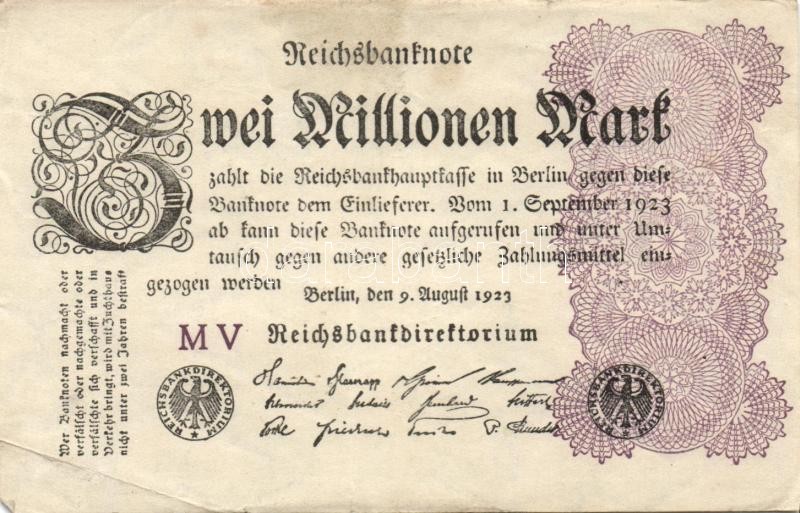 Reichsbanknote
Zwei Millionen Mark
zahlt die Reichsbankhauptkasse in Berlin gegen diese
Banknote dem Einlieferer. Vom 1. September 1923
ab kann diese Banknote aufgerufen und unter Um-
tausch gegen andere gesetzliche Zahlungsmittel ein-
gezogen werden
Berlin, den 9. August 1923
MV Reichsbankdirektorium
Wer Banknoten nachmacht oder
verfälscht oder nachgemachte oder
verfälschte sich verschafft und in
Verkehr bringt, wird mit Zuchthaus
nicht unter zwei Jahren bestraft
REICHSBANKDIREKTORIUM
REICHSBANKDIREKTORIUM